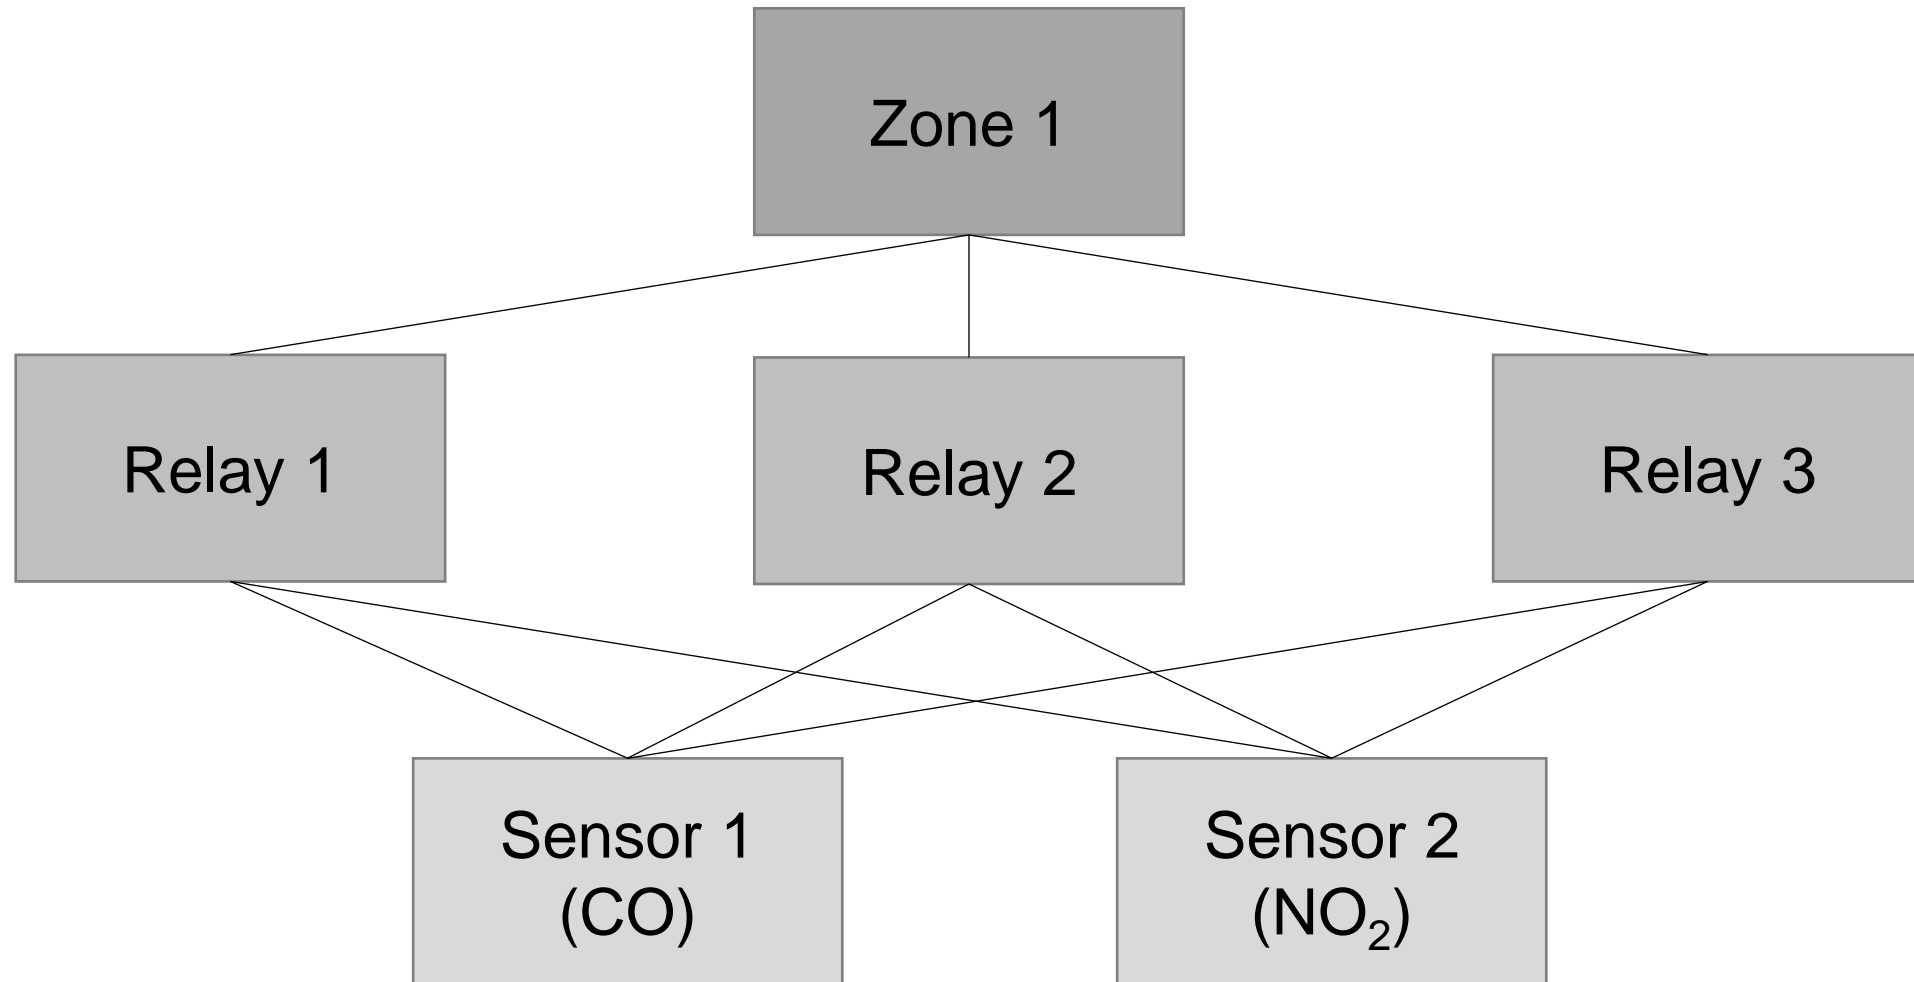 Zone 1
Relay 1
Relay 2
Relay 3
Sensor 1
(CO)
Sensor 2
(NO₂)